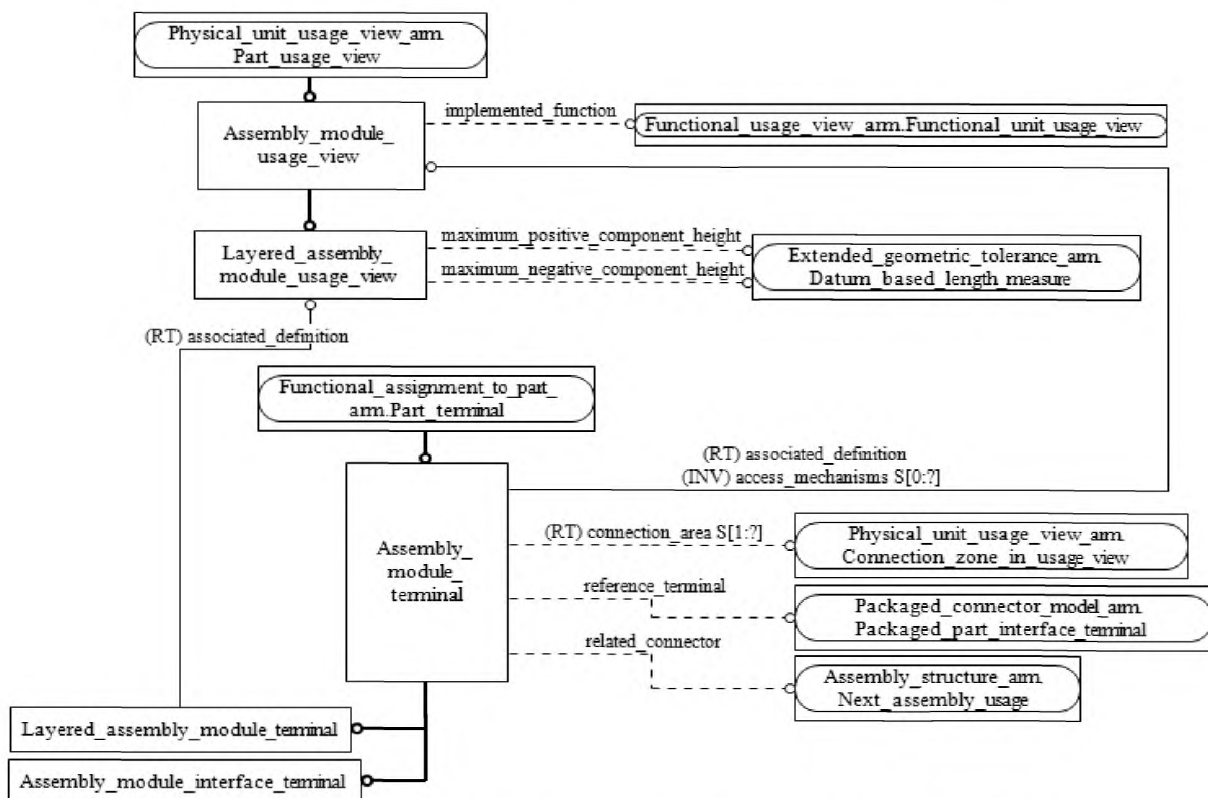 Physical_unit_usage_view_arm.
Part_usage_view
implemented_function
Assembly_module_
usage_view
Functional_usage_view_arm.Functional_unit_usage_view
maximum_positive_component_height
Layered_assembly_
module_usage_view
maximum_negative_component_height
Extended_geometric_tolerance_arm.
Datum_based_length_measure
(RT) associated_definition
Functional_assignment_to_part_
arm.Part_terminal
(RT) associated_definition
(INV) access_mechanisms S[0:?]
Assembly_
module_
terminal
(RT) connection_area S[1:?]
Physical_unit_usage_view_arm.
Connection_zone_in_usage_view
reference_terminal
Packaged_connector_model_arm.
Packaged_part_interface_terminal
related_connector
Assembly_structure_arm.
Next_assembly_usage
Layered_assembly_module_terminal
Assembly_module_interface_terminal